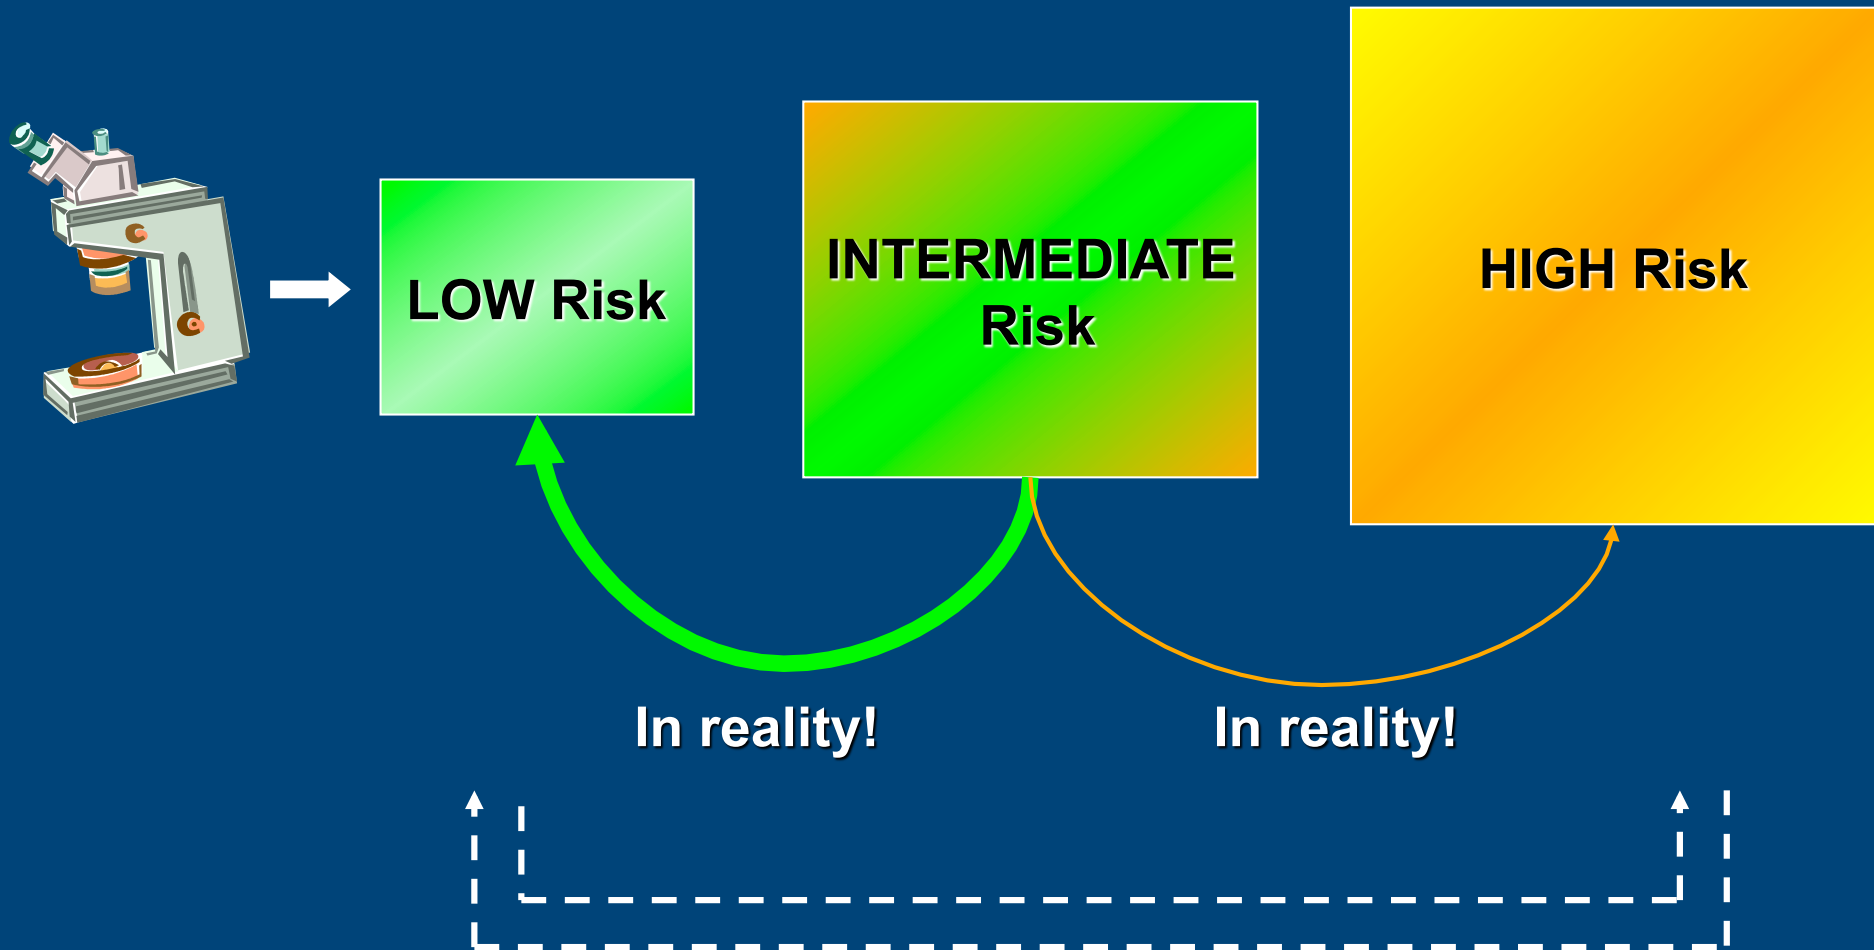 LOW Risk
INTERMEDIATE
Risk
HIGH Risk
In reality!
In reality!